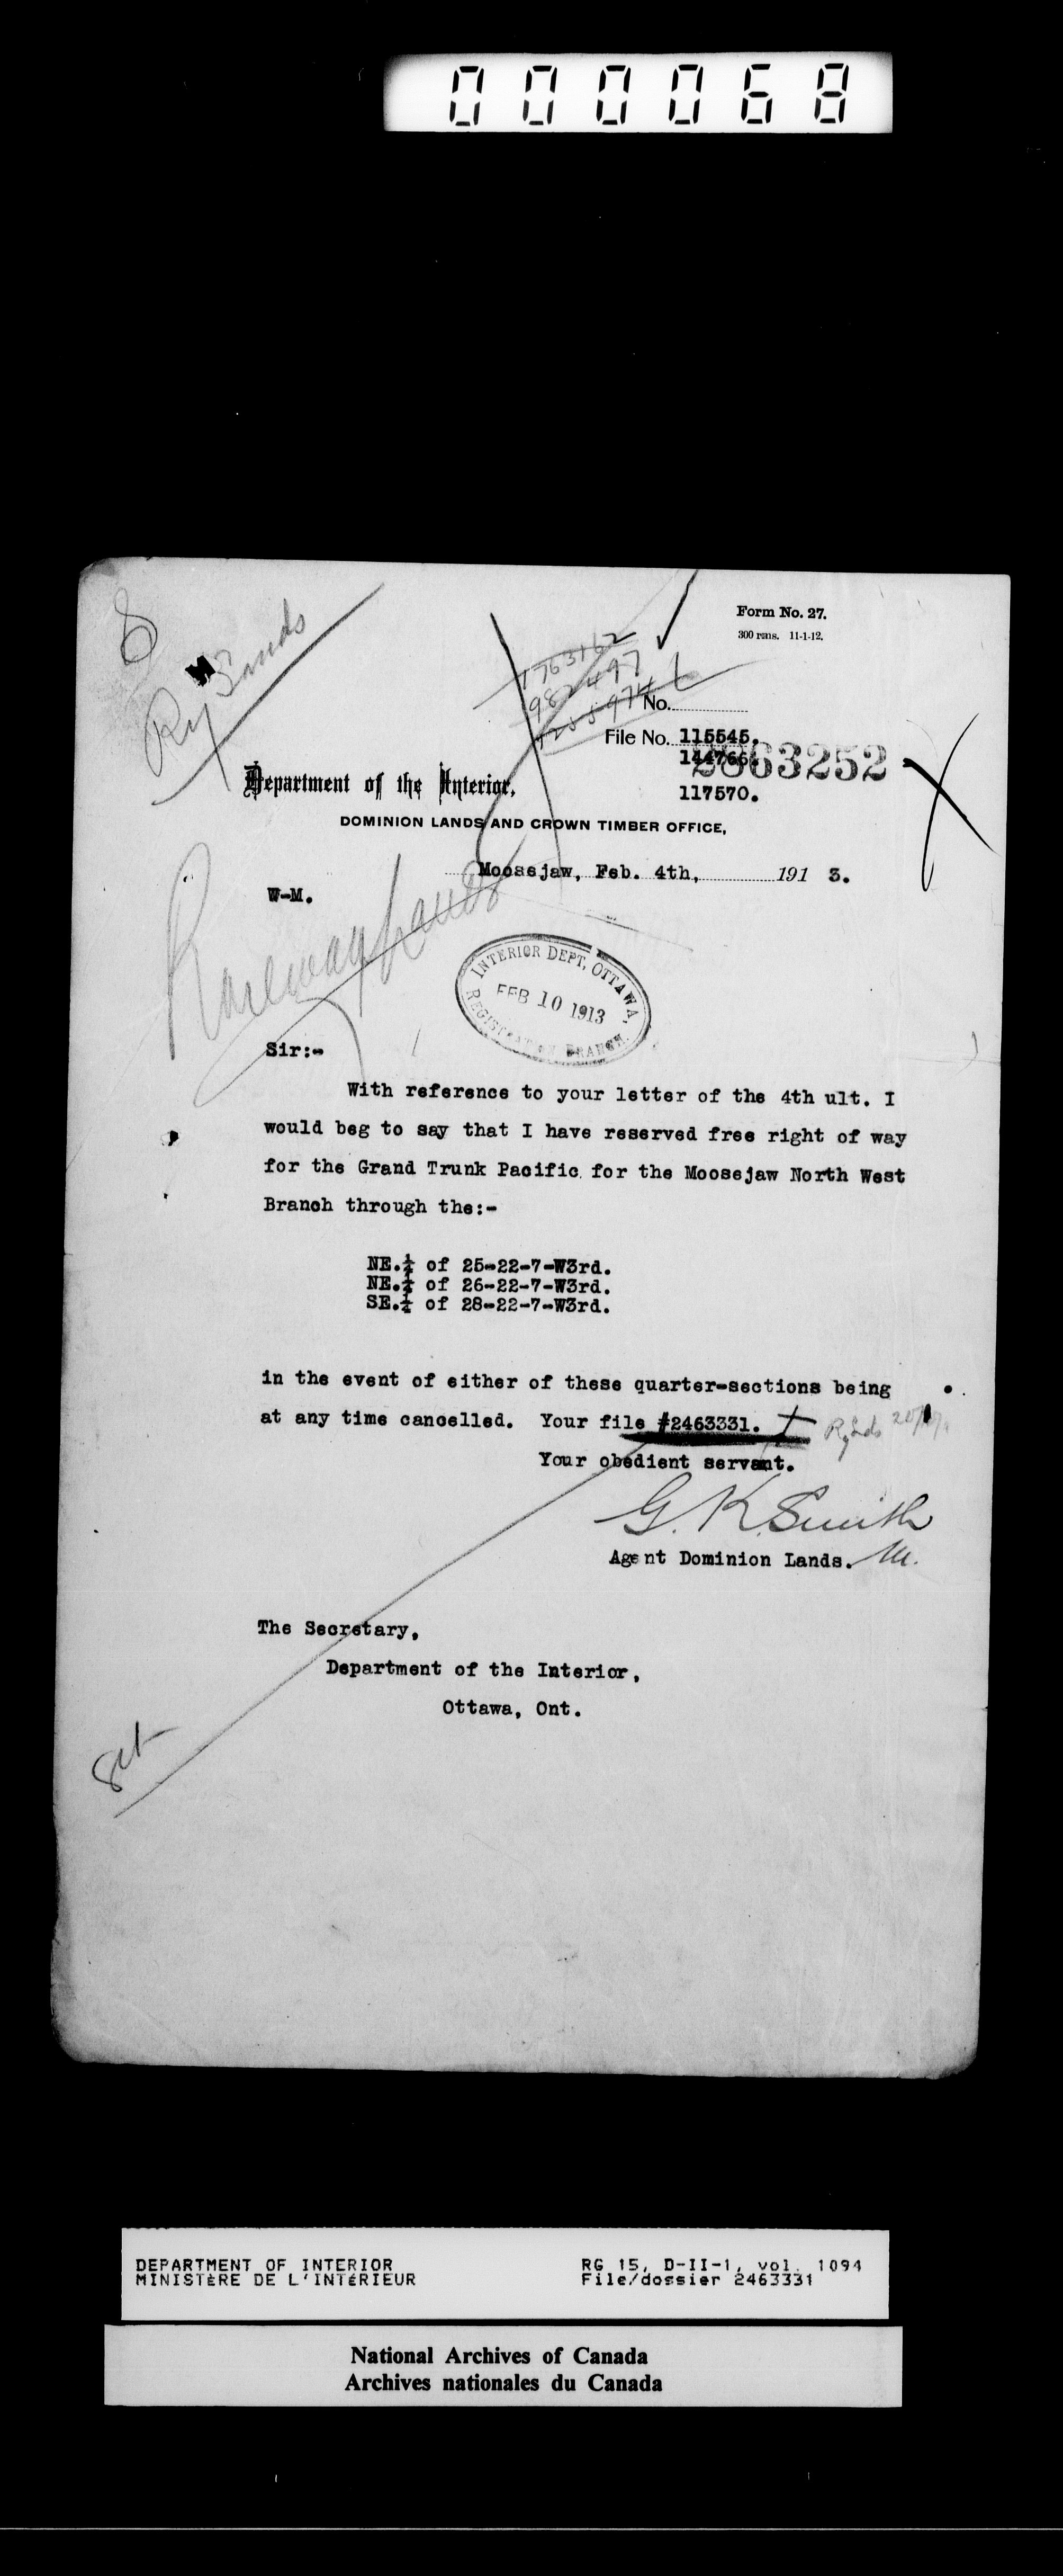 000068
Form No. 27.
300 rms. 11-1-12.
8
Ry Lands
1763162
982497
No.
File No. 115545.
144766.
2863252
117570.
Department of the Interior,
DOMINION LANDS AND CROWN TIMBER OFFICE,
Moosejaw, Feb. 4th, 191 3.
W-M.
Railway Lands
INTERIOR DEPT, OTTAWA.
FEB 10 1913
REGISTRATION BRANCH.
Sir:-
With reference to your letter of the 4th ult. I
would beg to say that I have reserved free right of way
for the Grand Trunk Pacific for the Moosejaw North West
Branch through the:-
NE.¼ of 25-22-7-W3rd.
NE.¼ of 26-22-7-W3rd.
SE.¼ of 28-22-7-W3rd.
in the event of either of these quarter-sections being
at any time cancelled. Your file #2463331. Ry Lds
Your obedient servant.
G. K. Smith
Agent Dominion Lands. M.
The Secretary,
Department of the Interior,
Ottawa, Ont.
DEPARTMENT OF INTERIOR RG 15, D-II-1, vol. 1094
MINISTÈRE DE L'INTÉRIEUR File/dossier 2463331
National Archives of Canada
Archives nationales du Canada